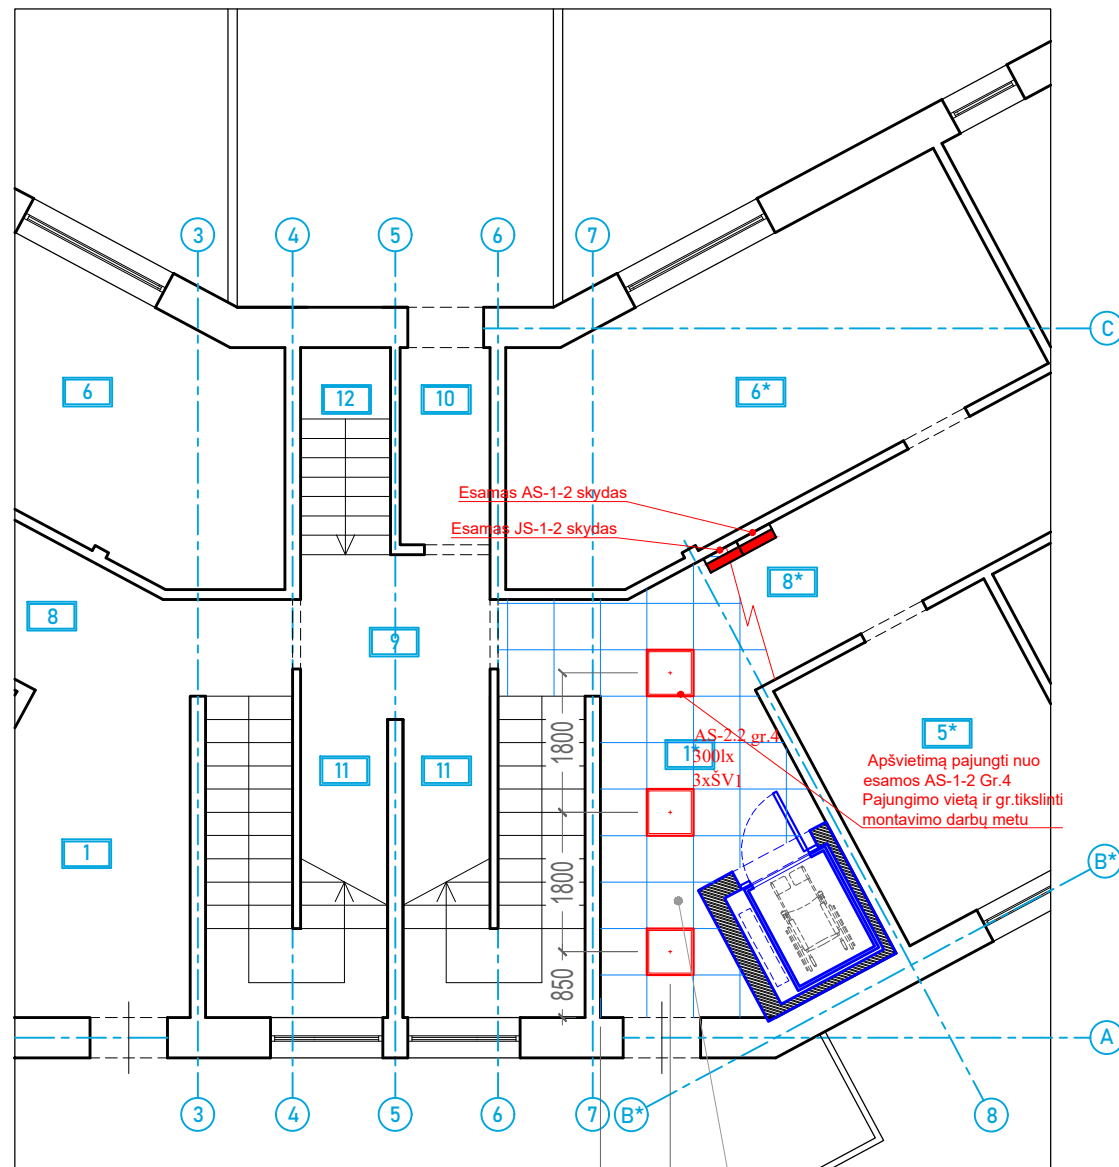 3
4
5
6
7
C
6
12
10
6*
Esamas AS-1-2 skydas
Esamas JS-1-2 skydas
8*
8
9
1800
AS-2.2 gr.4
300lx
3xŠV1
1*
5*
Apšvietimą pajungti nuo
esamos AS-1-2 Gr.4
Pajungimo vietą ir gr.tikslinti
montavimo darbų metu
11
11
1
B*
1800
850
A
3
4
5
6
7
B*
8